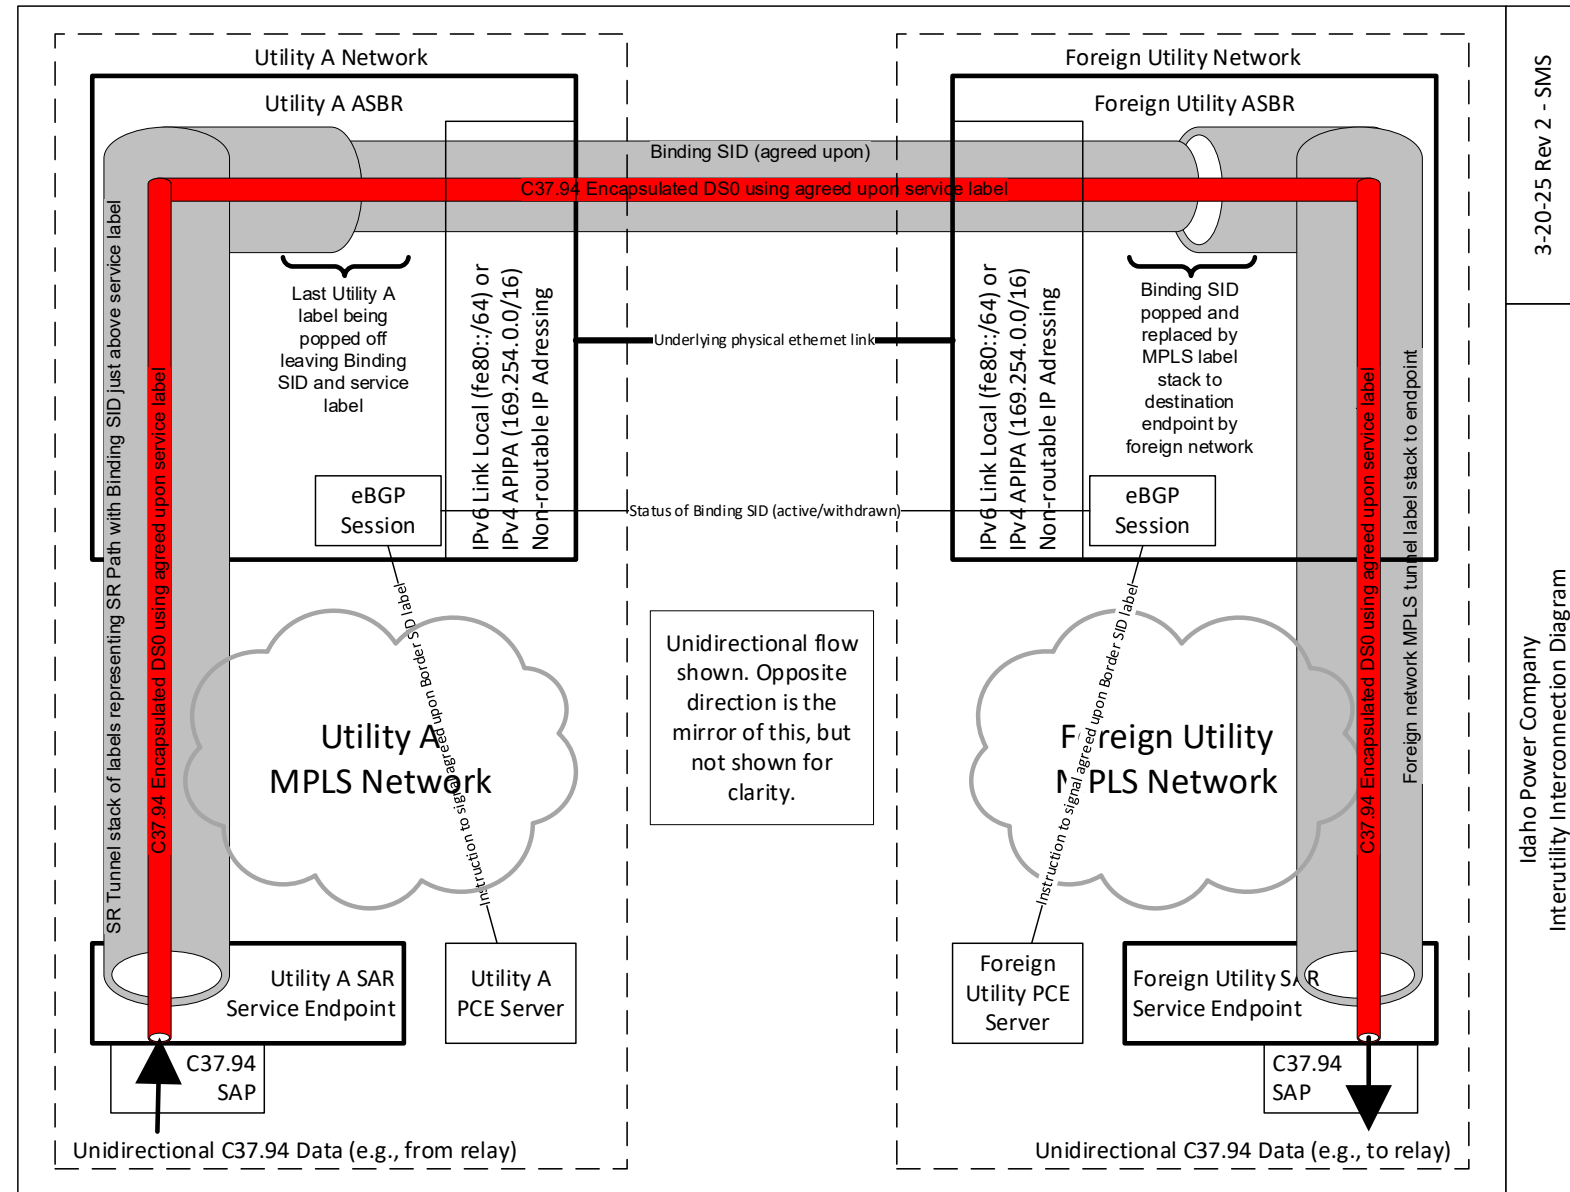 Utility A Network
Utility A ASBR
Foreign Utility Network
Foreign Utility ASBR
Binding SID (agreed upon)
C37.94 Encapsulated DS0 using agreed upon service label
Last Utility A
label being
popped off
leaving Binding
SID and service
label
IPv6 Link Local (fe80::/64) or
IPv4 APIPA (169.254.0.0/16)
Non-routable IP Adressing
Underlying physical ethernet link
IPv6 Link Local (fe80::/64) or
IPv4 APIPA (169.254.0.0/16)
Non-routable IP Adressing
Binding SID
popped and
replaced by
MPLS label
stack to
destination
endpoint by
foreign network
eBGP
Session
Status of Binding SID (active/withdrawn)
eBGP
Session
SR Tunnel stack of labels representing SR Path with Binding SID just above service label
C37.94 Encapsulated DS0 using agreed upon service label
Instruction to signal agreed upon Border SID label
Utility A
MPLS Network
Unidirectional flow
shown. Opposite
direction is the
mirror of this, but
not shown for
clarity.
Instruction to signal agreed upon Border SID label
Foreign Utility
MPLS Network
C37.94 Encapsulated DS0 using agreed upon service label
Foreign network MPLS tunnel label stack to endpoint
Utility A SAR
Service Endpoint
Utility A
PCE Server
Foreign
Utility PCE
Server
Foreign Utility SAR
Service Endpoint
C37.94
SAP
C37.94
SAP
Unidirectional C37.94 Data (e.g., from relay)
Unidirectional C37.94 Data (e.g., to relay)
3-20-25 Rev 2 - SMS
Idaho Power Company
Interutility Interconnection Diagram